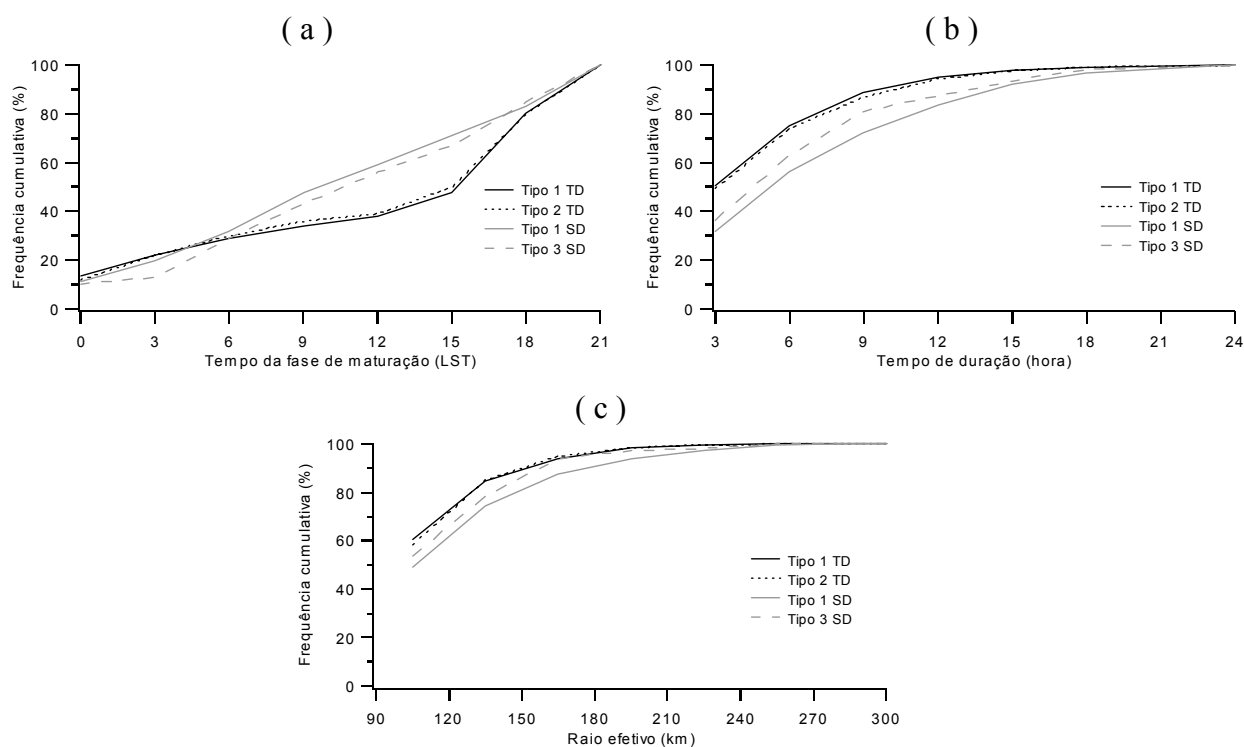 ( a )
Frequência cumulativa (%)
100
80
60
40
20
0
Tipo 1 TD
Tipo 2 TD
Tipo 1 SD
Tipo 3 SD
0 3 6 9 12 15 18 21
Tempo da fase de maturação (LST)
( b )
Frequência cumulativa (%)
100
80
60
40
20
0
Tipo 1 TD
Tipo 2 TD
Tipo 1 SD
Tipo 3 SD
3 6 9 12 15 18 21 24
Tempo de duração (hora)
( c )
Frequência cumulativa (%)
100
80
60
40
20
0
Tipo 1 TD
Tipo 2 TD
Tipo 1 SD
Tipo 3 SD
90 120 150 180 210 240 270 300
Raio efetivo (km)